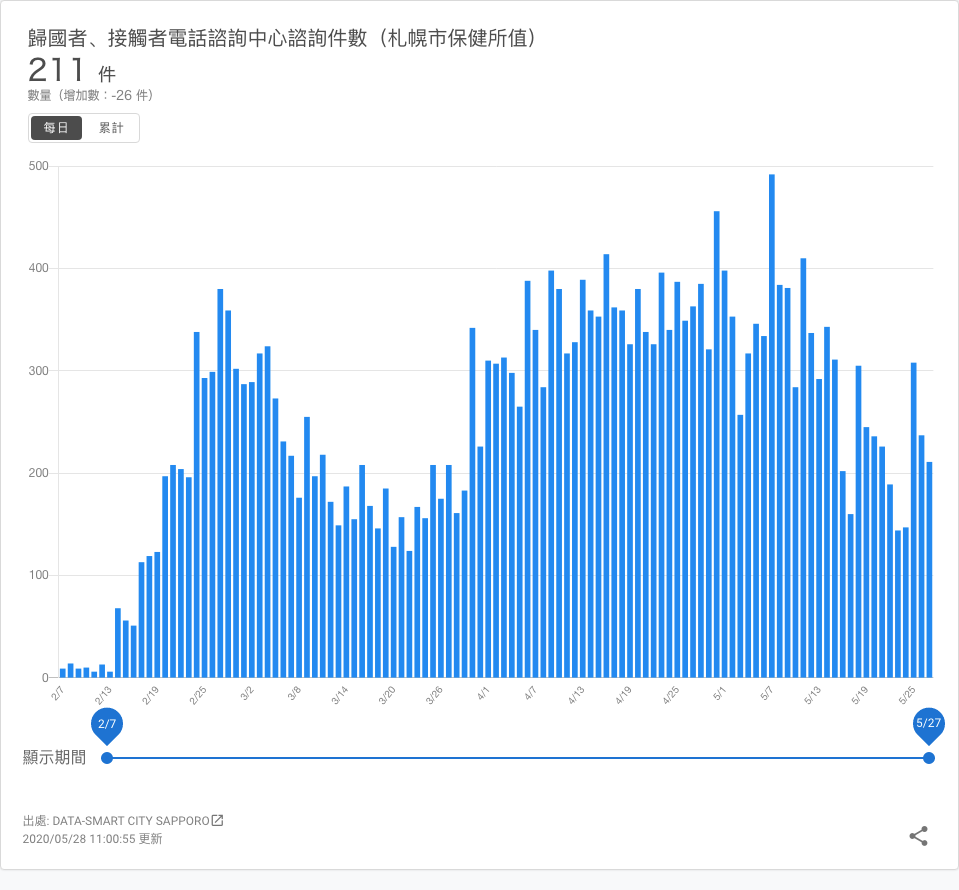 歸國者、接觸者電話諮詢中心諮詢件數（札幌市保健所值）
211 件
數量（增加數：-26 件）
每日 累計
500
400
300
200
100
0
2/7 2/13 2/19 2/25 3/2 3/8 3/14 3/20 3/26 4/1 4/7 4/13 4/19 4/25 5/1 5/7 5/13 5/19 5/25
2/7 5/27
顯示期間
出處: DATA-SMART CITY SAPPORO
2020/05/28 11:00:55 更新